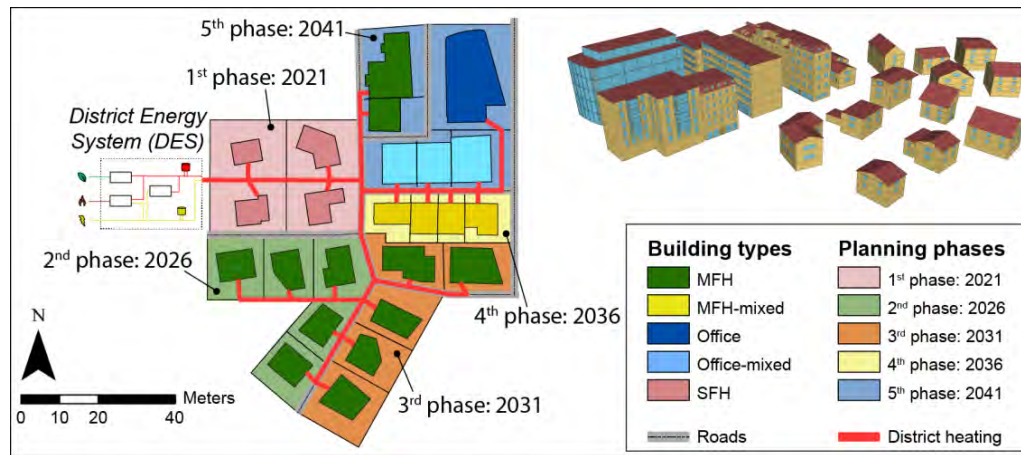 5th phase: 2041
1st phase: 2021
District Energy
System (DES)
2nd phase: 2026
4th phase: 2036
3rd phase: 2031
N
Meters
0 10 20 40
Building types
MFH
MFH-mixed
Office
Office-mixed
SFH
Roads
Planning phases
1st phase: 2021
2nd phase: 2026
3rd phase: 2031
4th phase: 2036
5th phase: 2041
District heating